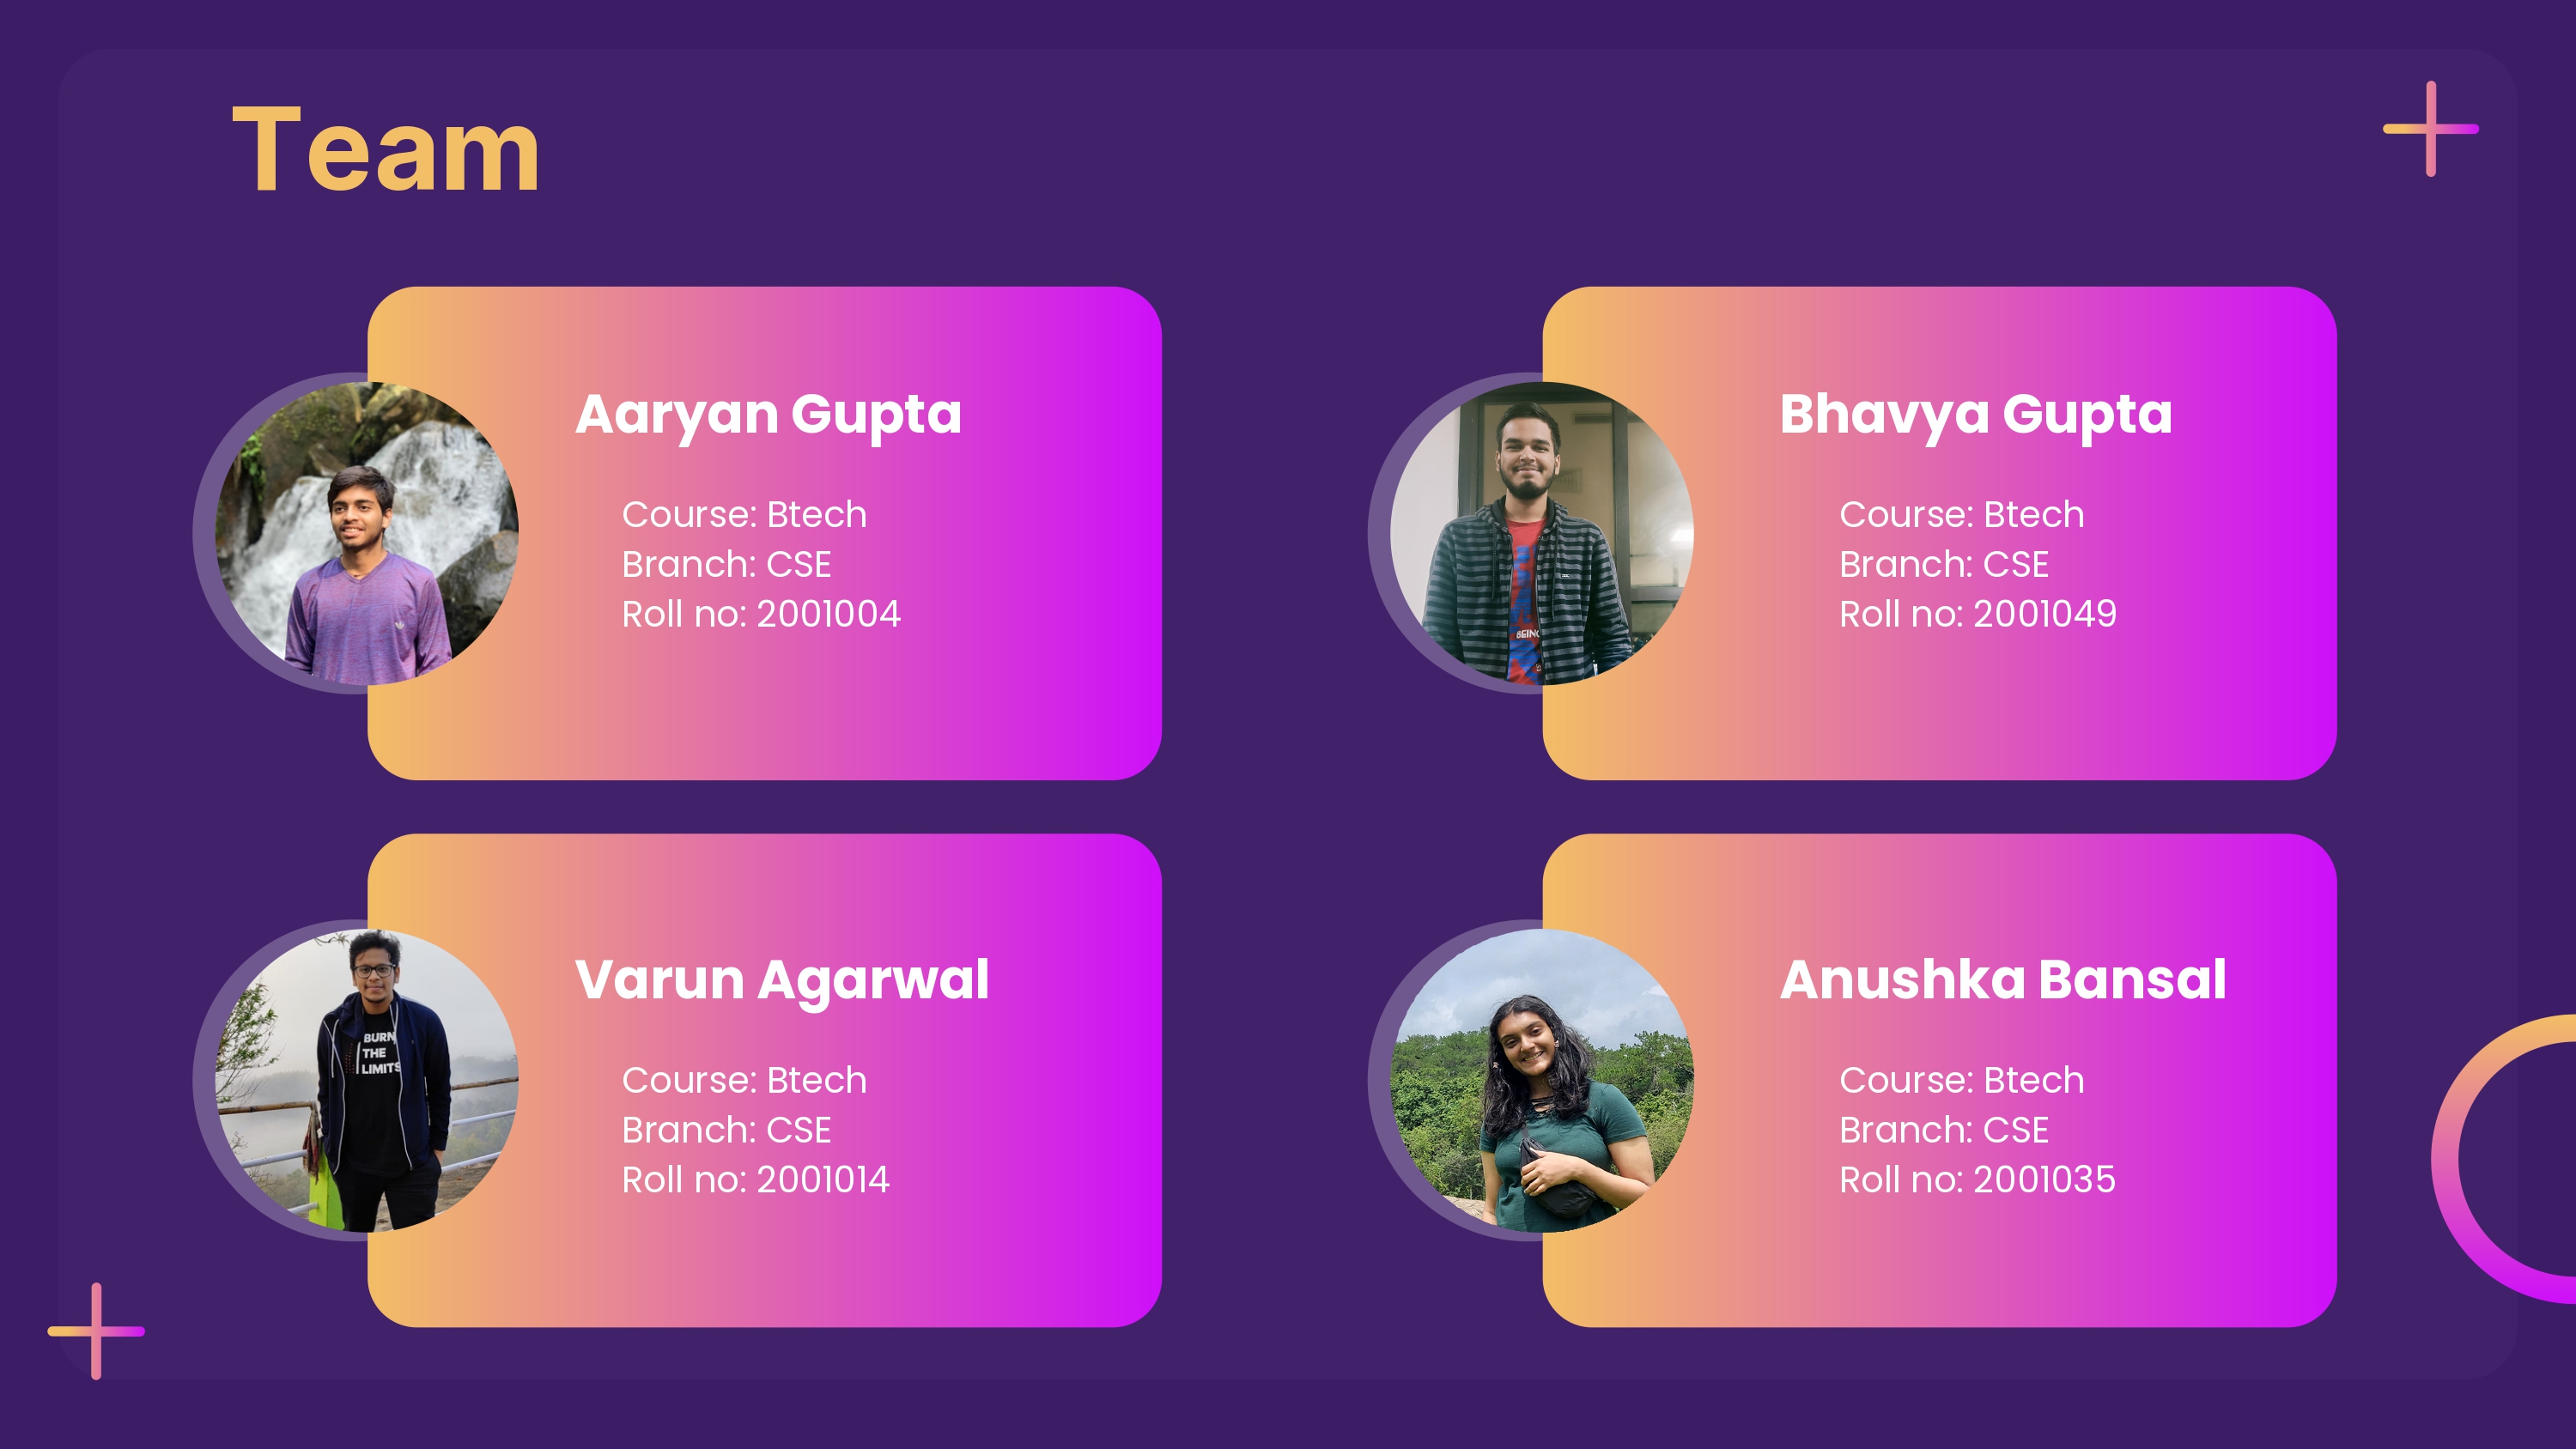 Team
Aaryan Gupta
Course: Btech
Branch: CSE
Roll no: 2001004
Bhavya Gupta
Course: Btech
Branch: CSE
Roll no: 2001049
BEING
Varun Agarwal
Course: Btech
Branch: CSE
Roll no: 2001014
BURN
THE
LIMITS
Anushka Bansal
Course: Btech
Branch: CSE
Roll no: 2001035